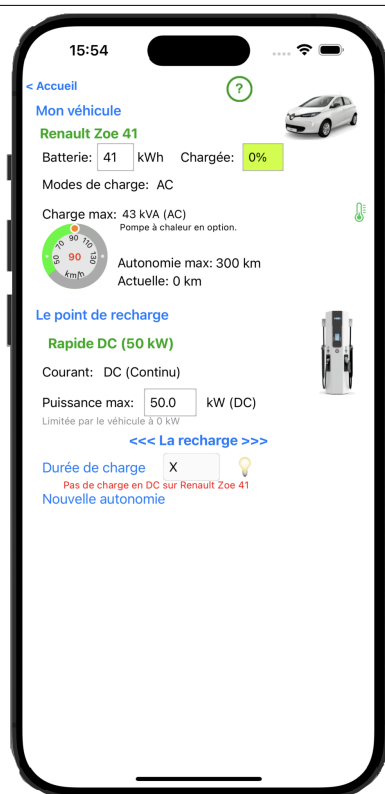 15:54
< Accueil
?
Mon véhicule
Renault Zoe 41
Batterie: 41 kWh Chargée: 0%
Modes de charge: AC
Charge max: 43 kVA (AC)
Pompe à chaleur en option.
50 70 90 110 130
90
km/h
Autonomie max: 300 km
Actuelle: 0 km
Le point de recharge
Rapide DC (50 kW)
Courant: DC (Continu)
Puissance max: 50.0 kW (DC)
Limitée par le véhicule à 0 kW
<<< La recharge >>>
Durée de charge X
Pas de charge en DC sur Renault Zoe 41
Nouvelle autonomie